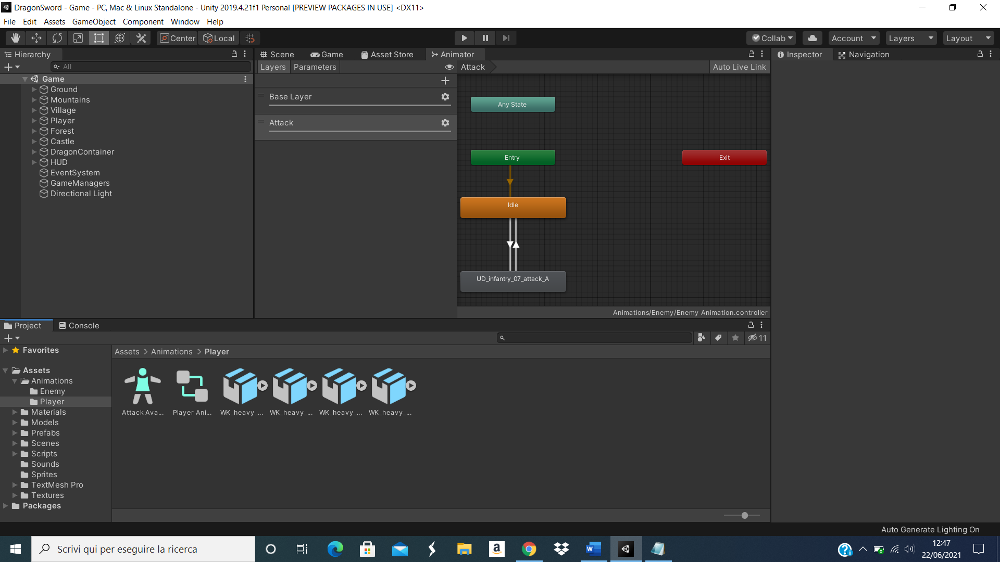 DragonSword - Game - PC, Mac & Linux Standalone - Unity 2019.4.21f1 Personal [PREVIEW PACKAGES IN USE] <DX11>
File Edit Assets GameObject Component Window Help
Center Local Collab Account Layers Layout
Hierarchy
All
Game
Ground
Mountains
Village
Player
Forest
Castle
DragonContainer
HUD
EventSystem
GameManagers
Directional Light
Scene Game Asset Store Animator
Layers Parameters Attack Auto Live Link
Base Layer
Attack
Any State
Entry
Exit
Idle
UD_infantry_07_attack_A
Animations/Enemy/Enemy Animation.controller
Inspector Navigation
Project Console
11
Favorites
Assets
Animations
Enemy
Player
Materials
Models
Prefabs
Scenes
Scripts
Sounds
Sprites
TextMesh Pro
Textures
Packages
Assets > Animations > Player
Attack Ava... Player Ani... WK_heavy_... WK_heavy_... WK_heavy_... WK_heavy_...
Auto Generate Lighting On
Scrivi qui per eseguire la ricerca
12:47
22/06/2021